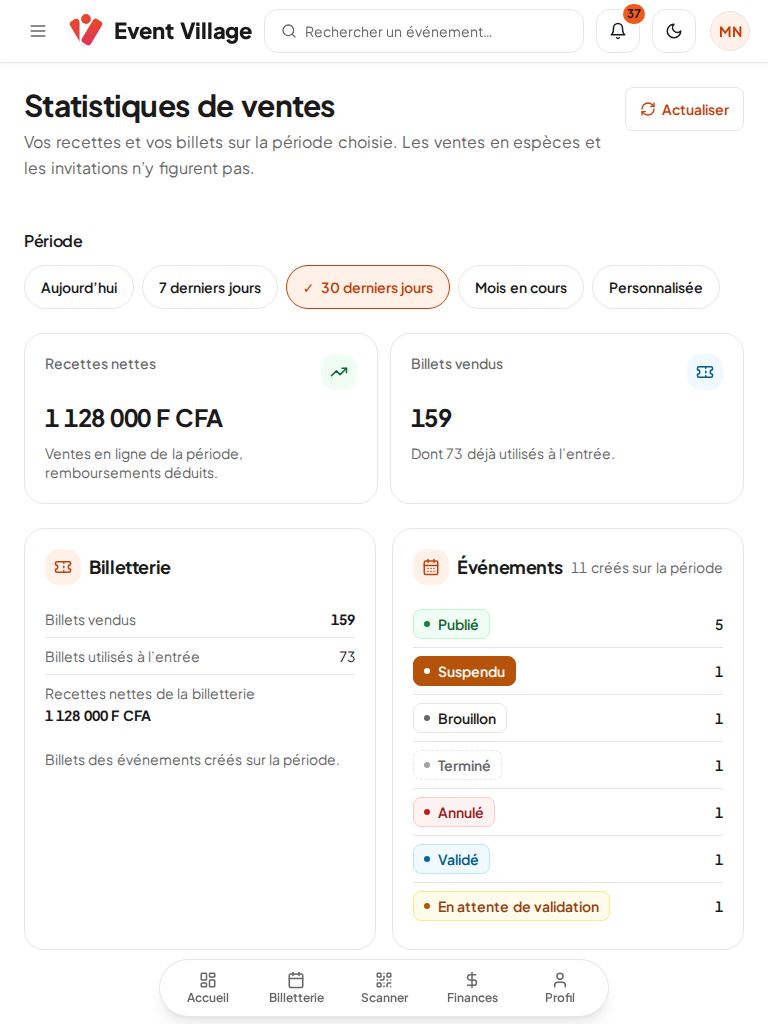 Event Village
Rechercher un événement…
37
MN
Statistiques de ventes
Actualiser
Vos recettes et vos billets sur la période choisie. Les ventes en espèces et
les invitations n’y figurent pas.
Période
Aujourd’hui
7 derniers jours
✓ 30 derniers jours
Mois en cours
Personnalisée
Recettes nettes
1 128 000 F CFA
Ventes en ligne de la période,
remboursements déduits.
Billets vendus
159
Dont 73 déjà utilisés à l’entrée.
Billetterie
Billets vendus 159
Billets utilisés à l’entrée 73
Recettes nettes de la billetterie
1 128 000 F CFA
Billets des événements créés sur la période.
Événements 11 créés sur la période
Publié 5
Suspendu 1
Brouillon 1
Terminé 1
Annulé 1
Validé 1
En attente de validation 1
Accueil
Billetterie
Scanner
Finances
Profil